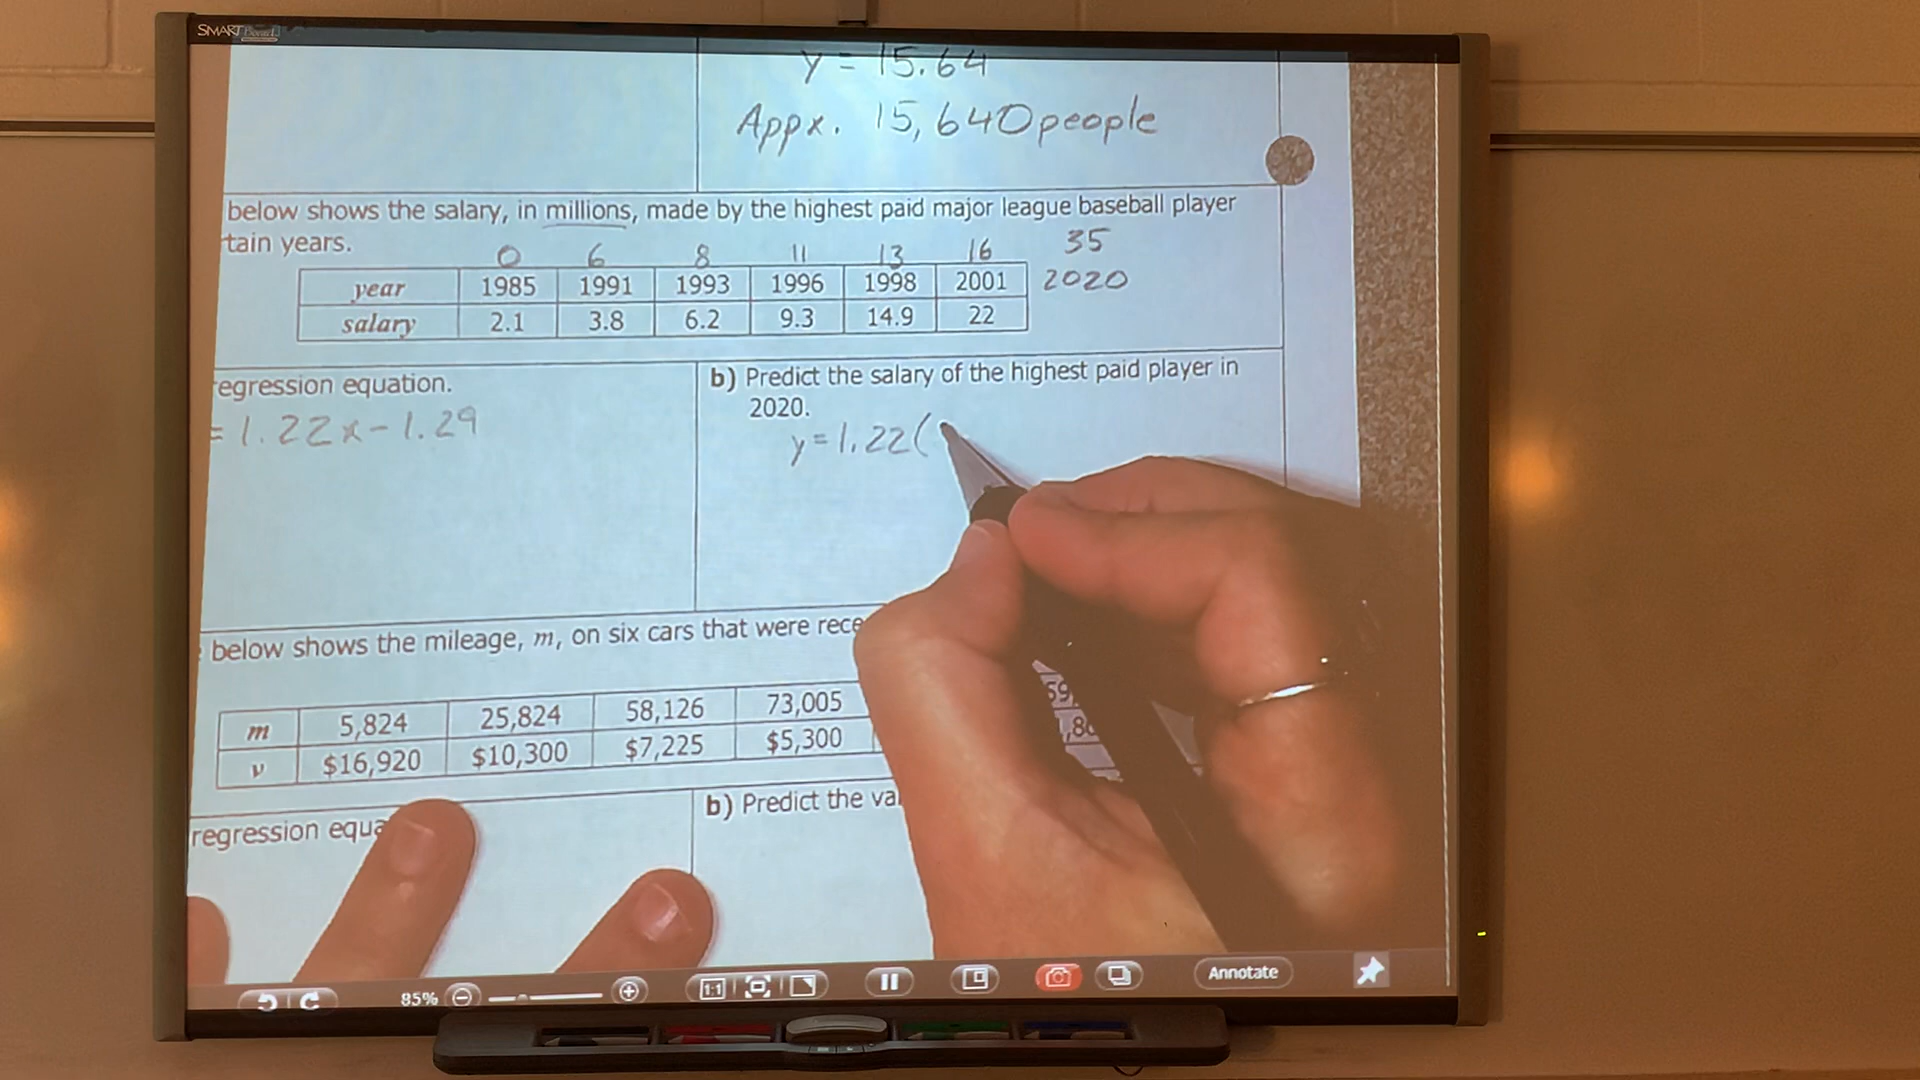 SMART Board
y = 15.64
Appx. 15,640 people
below shows the salary, in millions, made by the highest paid major league baseball player
tain years.
0 6 8 11 13 16 35
year 1985 1991 1993 1996 1998 2001 2020
salary 2.1 3.8 6.2 9.3 14.9 22
egression equation.
= 1.22x - 1.29
b) Predict the salary of the highest paid player in
2020.
y = 1.22(
below shows the mileage, m, on six cars that were rece
m 5,824 25,824 58,126 73,005 59
v $16,920 $10,300 $7,225 $5,300
regression equa
b) Predict the va
85% 1:1 Annotate